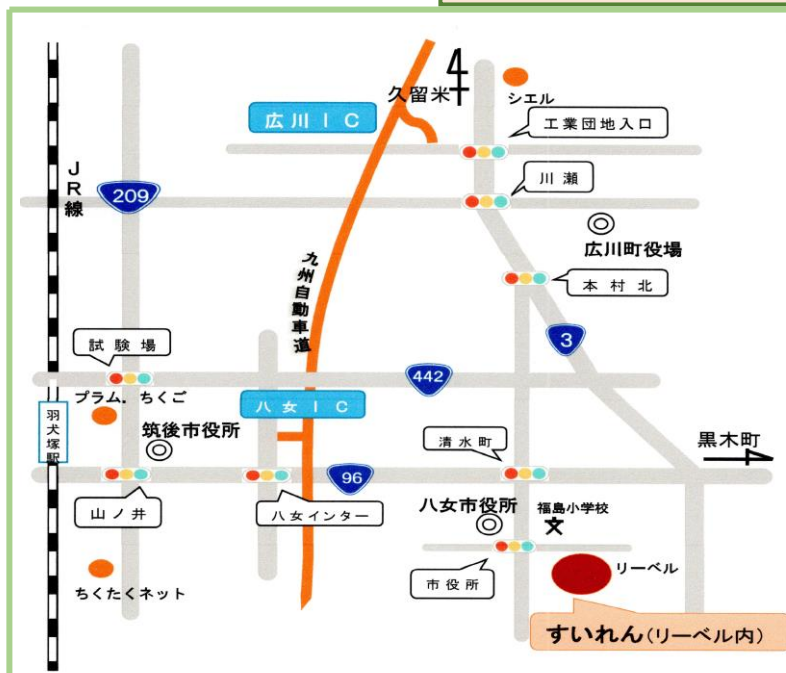 久留米
シエル
広川IC
工業団地入口
JR線
209
川瀬
広川町役場
九州自動車道
本村北
3
試験場
442
プラム．ちくご
八女IC
羽犬塚駅
筑後市役所
清水町
黒木町
96
山ノ井
八女インター
八女市役所
福島小学校
文
ちくたくネット
市役所
リーベル
すいれん(リーベル内)